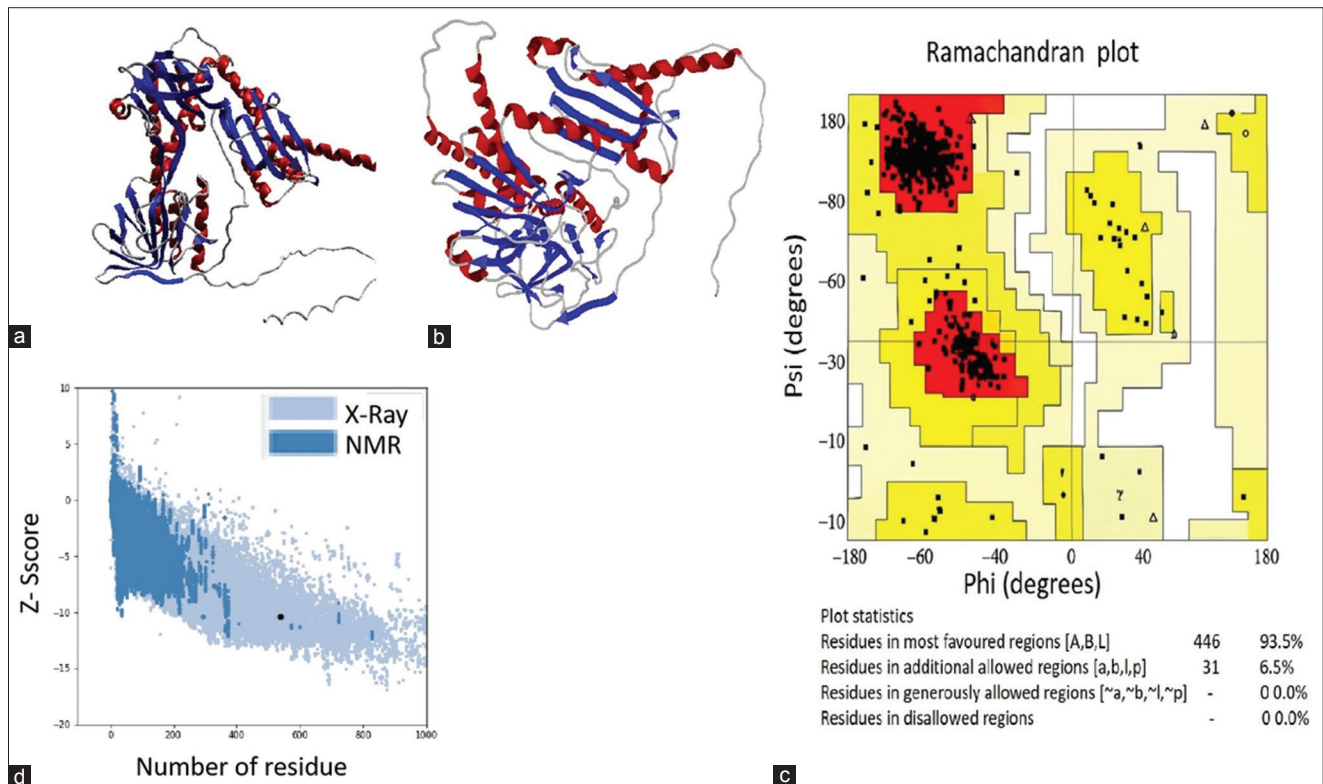 a
b
Ramachandran plot
180
-80
-60
-30
-10
-10
Psi (degrees)
-180 -60 -40 0 40 180
Phi (degrees)
Plot statistics
Residues in most favoured regions [A,B,L] 446 93.5%
Residues in additional allowed regions [a,b,l,p] 31 6.5%
Residues in generously allowed regions [~a,~b,~l,~p] - 0 0.0%
Residues in disallowed regions - 0 0.0%
c
10
5
0
-5
-10
-15
-20
Z- Sscore
X-Ray
NMR
0 200 400 600 800 1000
Number of residue
d